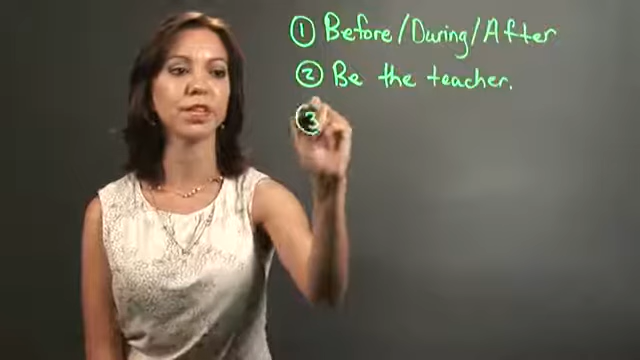 ① Before/During/After
② Be the teacher.
③